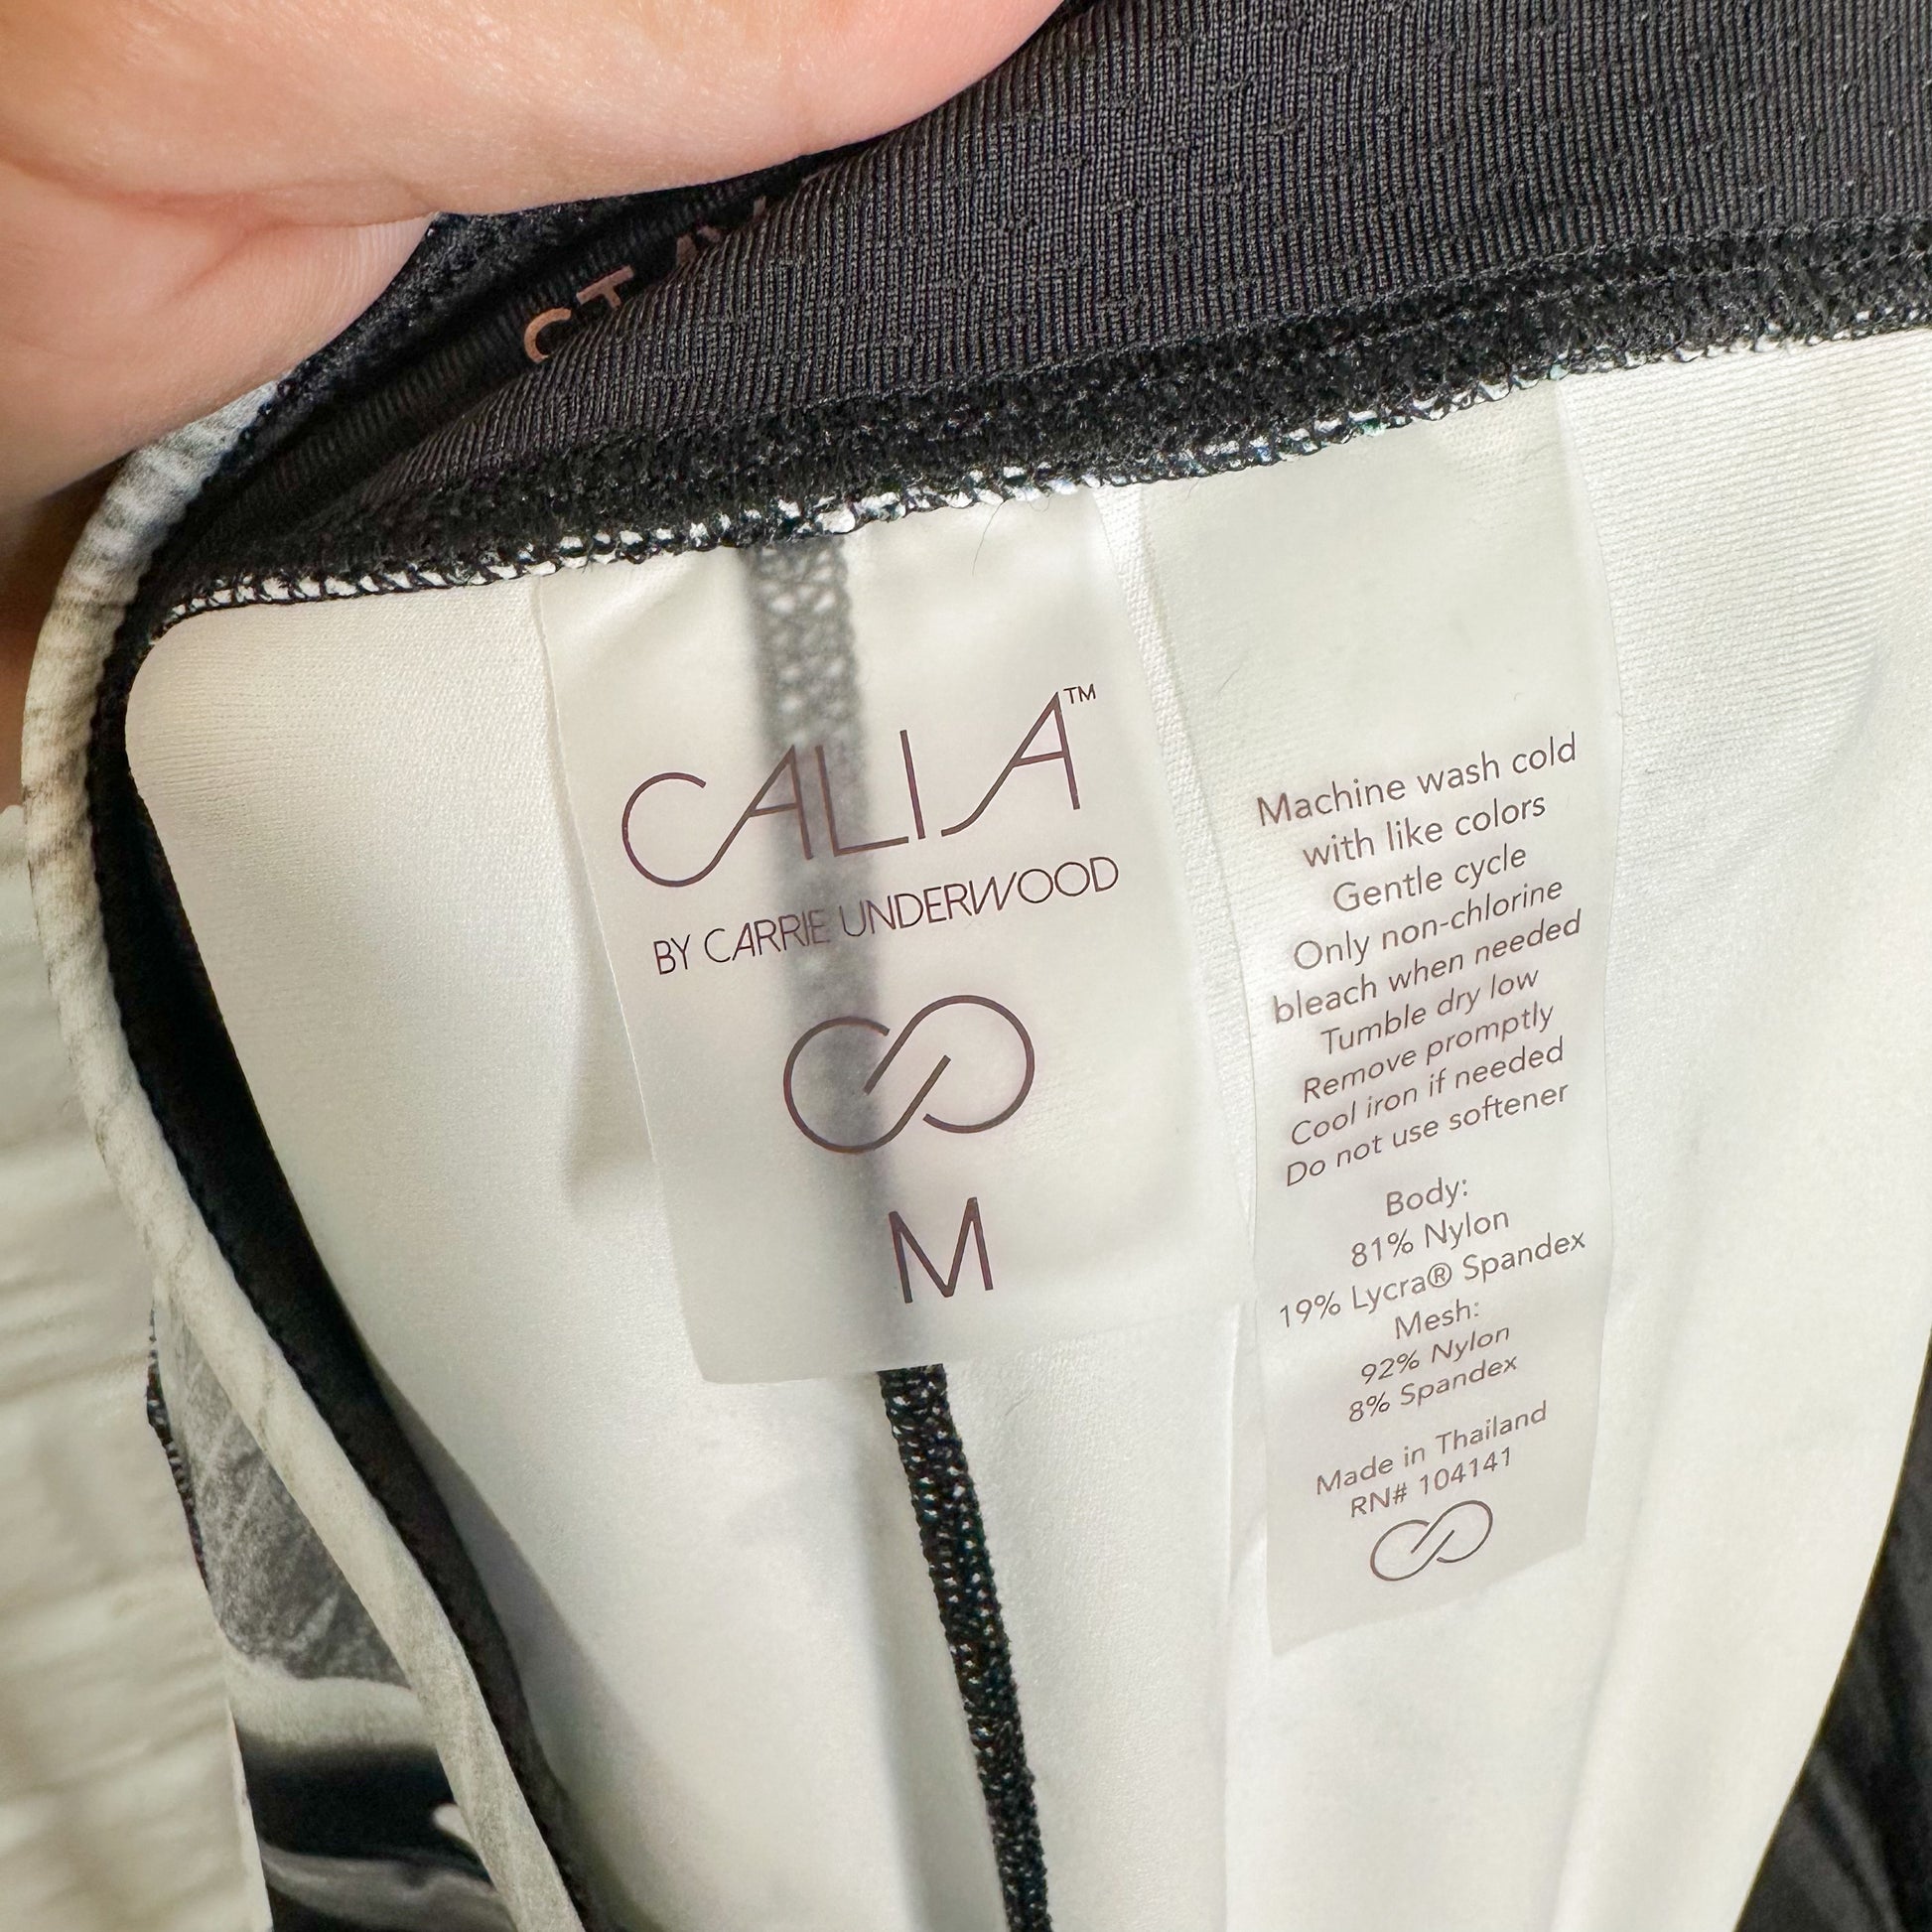 CALIA™
BY CARRIE UNDERWOOD
M
Machine wash cold
with like colors
Gentle cycle
Only non-chlorine
bleach when needed
Tumble dry low
Remove promptly
Cool iron if needed
Do not use softener
Body:
81% Nylon
19% Lycra® Spandex
Mesh:
92% Nylon
8% Spandex
Made in Thailand
RN# 104141